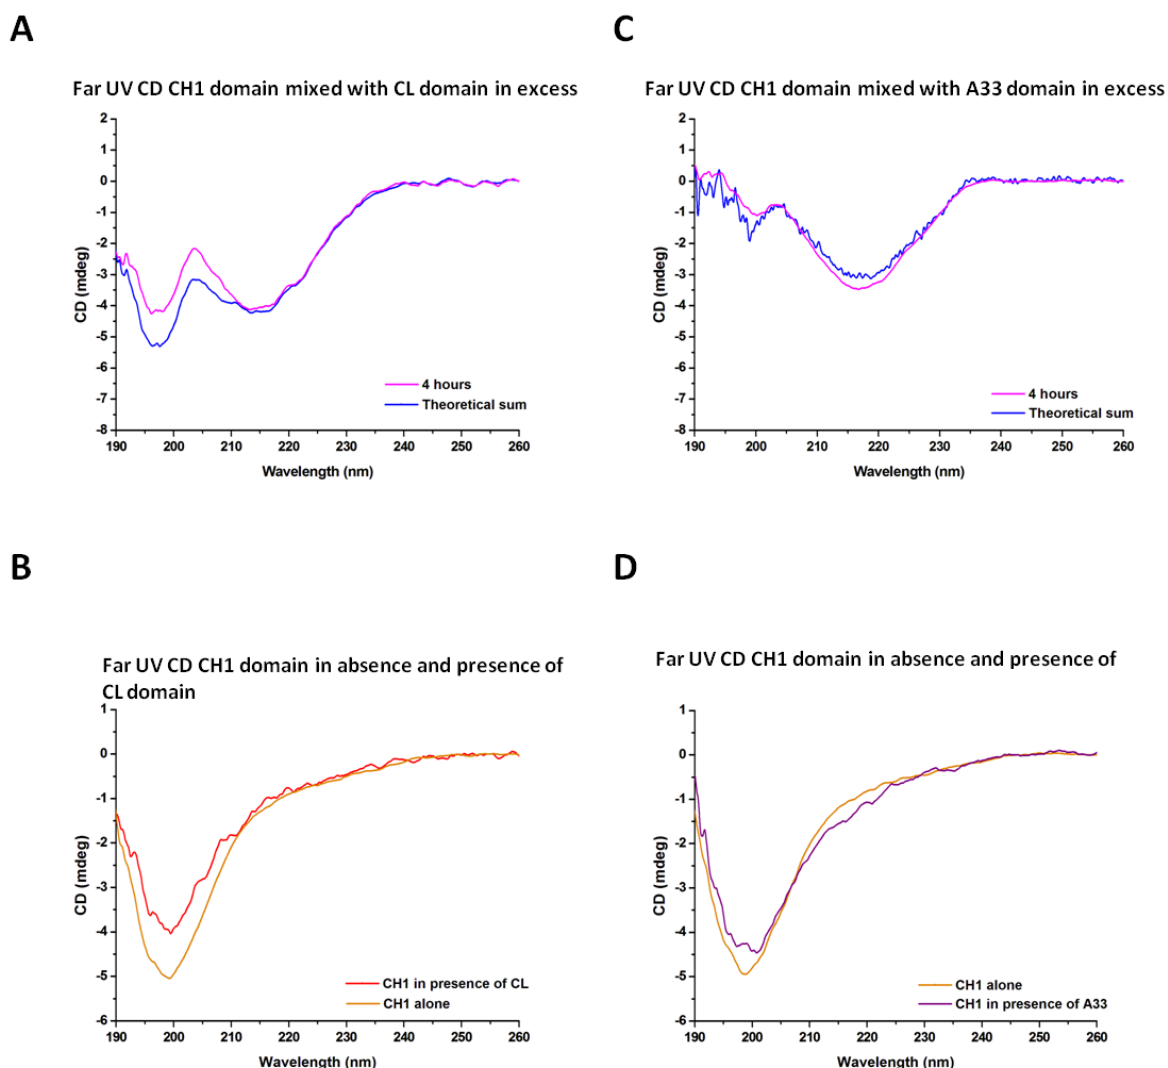 A
Far UV CD CH1 domain mixed with CL domain in excess
2
1
0
-1
-2
-3
-4
-5
-6
-7
-8
CD (mdeg)
4 hours
Theoretical sum
190 200 210 220 230 240 250 260
Wavelength (nm)
C
Far UV CD CH1 domain mixed with A33 domain in excess
2
1
0
-1
-2
-3
-4
-5
-6
-7
-8
CD (mdeg)
4 hours
Theoretical sum
190 200 210 220 230 240 250 260
Wavelength (nm)
B
Far UV CD CH1 domain in absence and presence of
CL domain
1
0
-1
-2
-3
-4
-5
-6
CD (mdeg)
CH1 in presence of CL
CH1 alone
190 200 210 220 230 240 250 260
Wavelength (nm)
D
Far UV CD CH1 domain in absence and presence of
1
0
-1
-2
-3
-4
-5
-6
CD (mdeg)
CH1 alone
CH1 in presence of A33
190 200 210 220 230 240 250 260
Wavelength (nm)